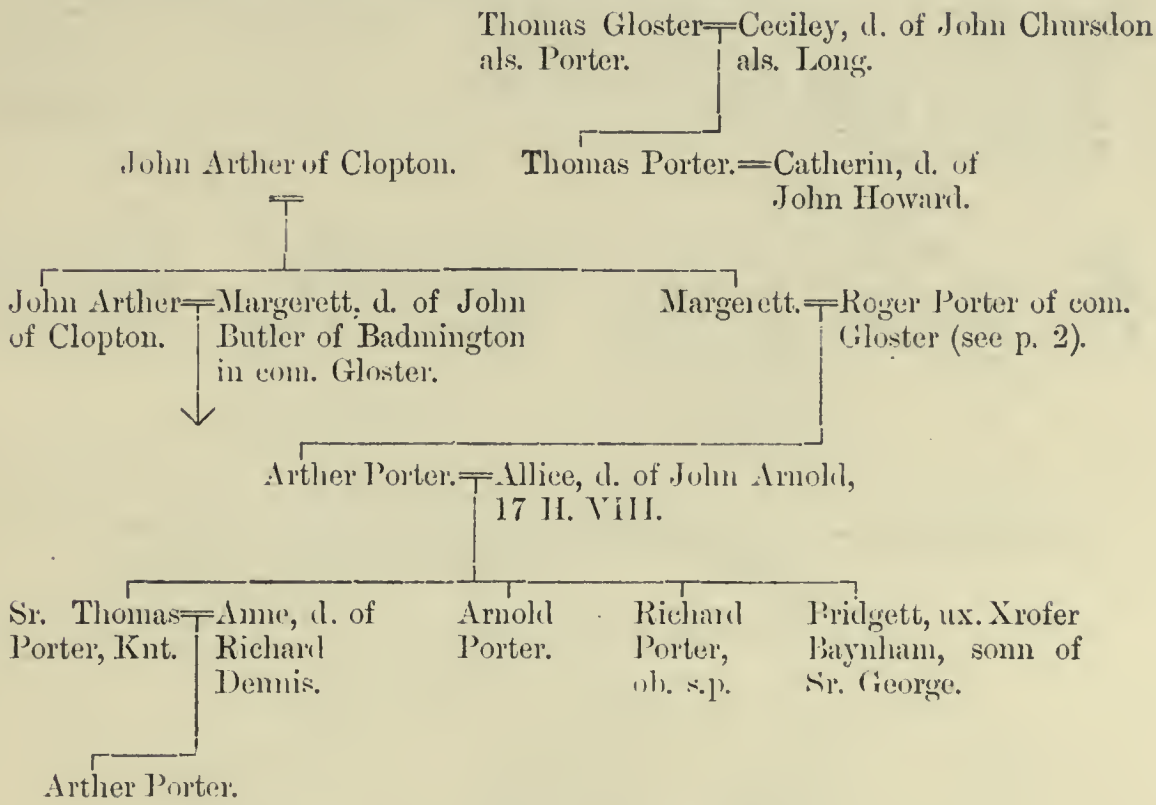 Thomas Gloster Ceciley, d. of John Chursdon
als. Porter. als. Long.
Thomas Porter. Catherin, d. of
John Howard.
John Arther of Clopton.
John Arther Margerett, d. of John
of Clopton. Butler of Badmington
in com. Gloster.
Margerett. Roger Porter of com.
Gloster (see p. 2).
Arther Porter. Allice, d. of John Arnold,
17 H. VIII.
Sr. Thomas Anne, d. of
Porter, Knt. Richard
Dennis.
Arnold
Porter.
Richard
Porter,
ob. s.p.
Bridgett, ux. Xrofer
Baynham, sonn of
Sr. George.
Arther Porter.